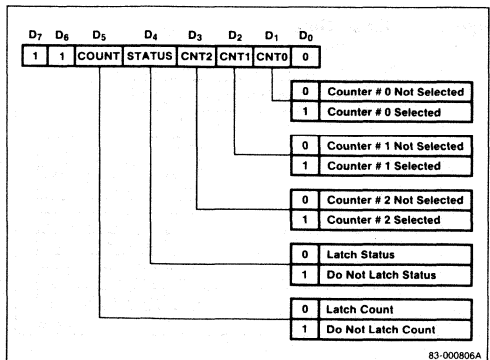 D7 D6 D5 D4 D3 D2 D1 D0
1 1 COUNT STATUS CNT2 CNT1 CNT0 0
0 Counter # 0 Not Selected
1 Counter # 0 Selected
0 Counter # 1 Not Selected
1 Counter # 1 Selected
0 Counter # 2 Not Selected
1 Counter # 2 Selected
0 Latch Status
1 Do Not Latch Status
0 Latch Count
1 Do Not Latch Count
83-000806A